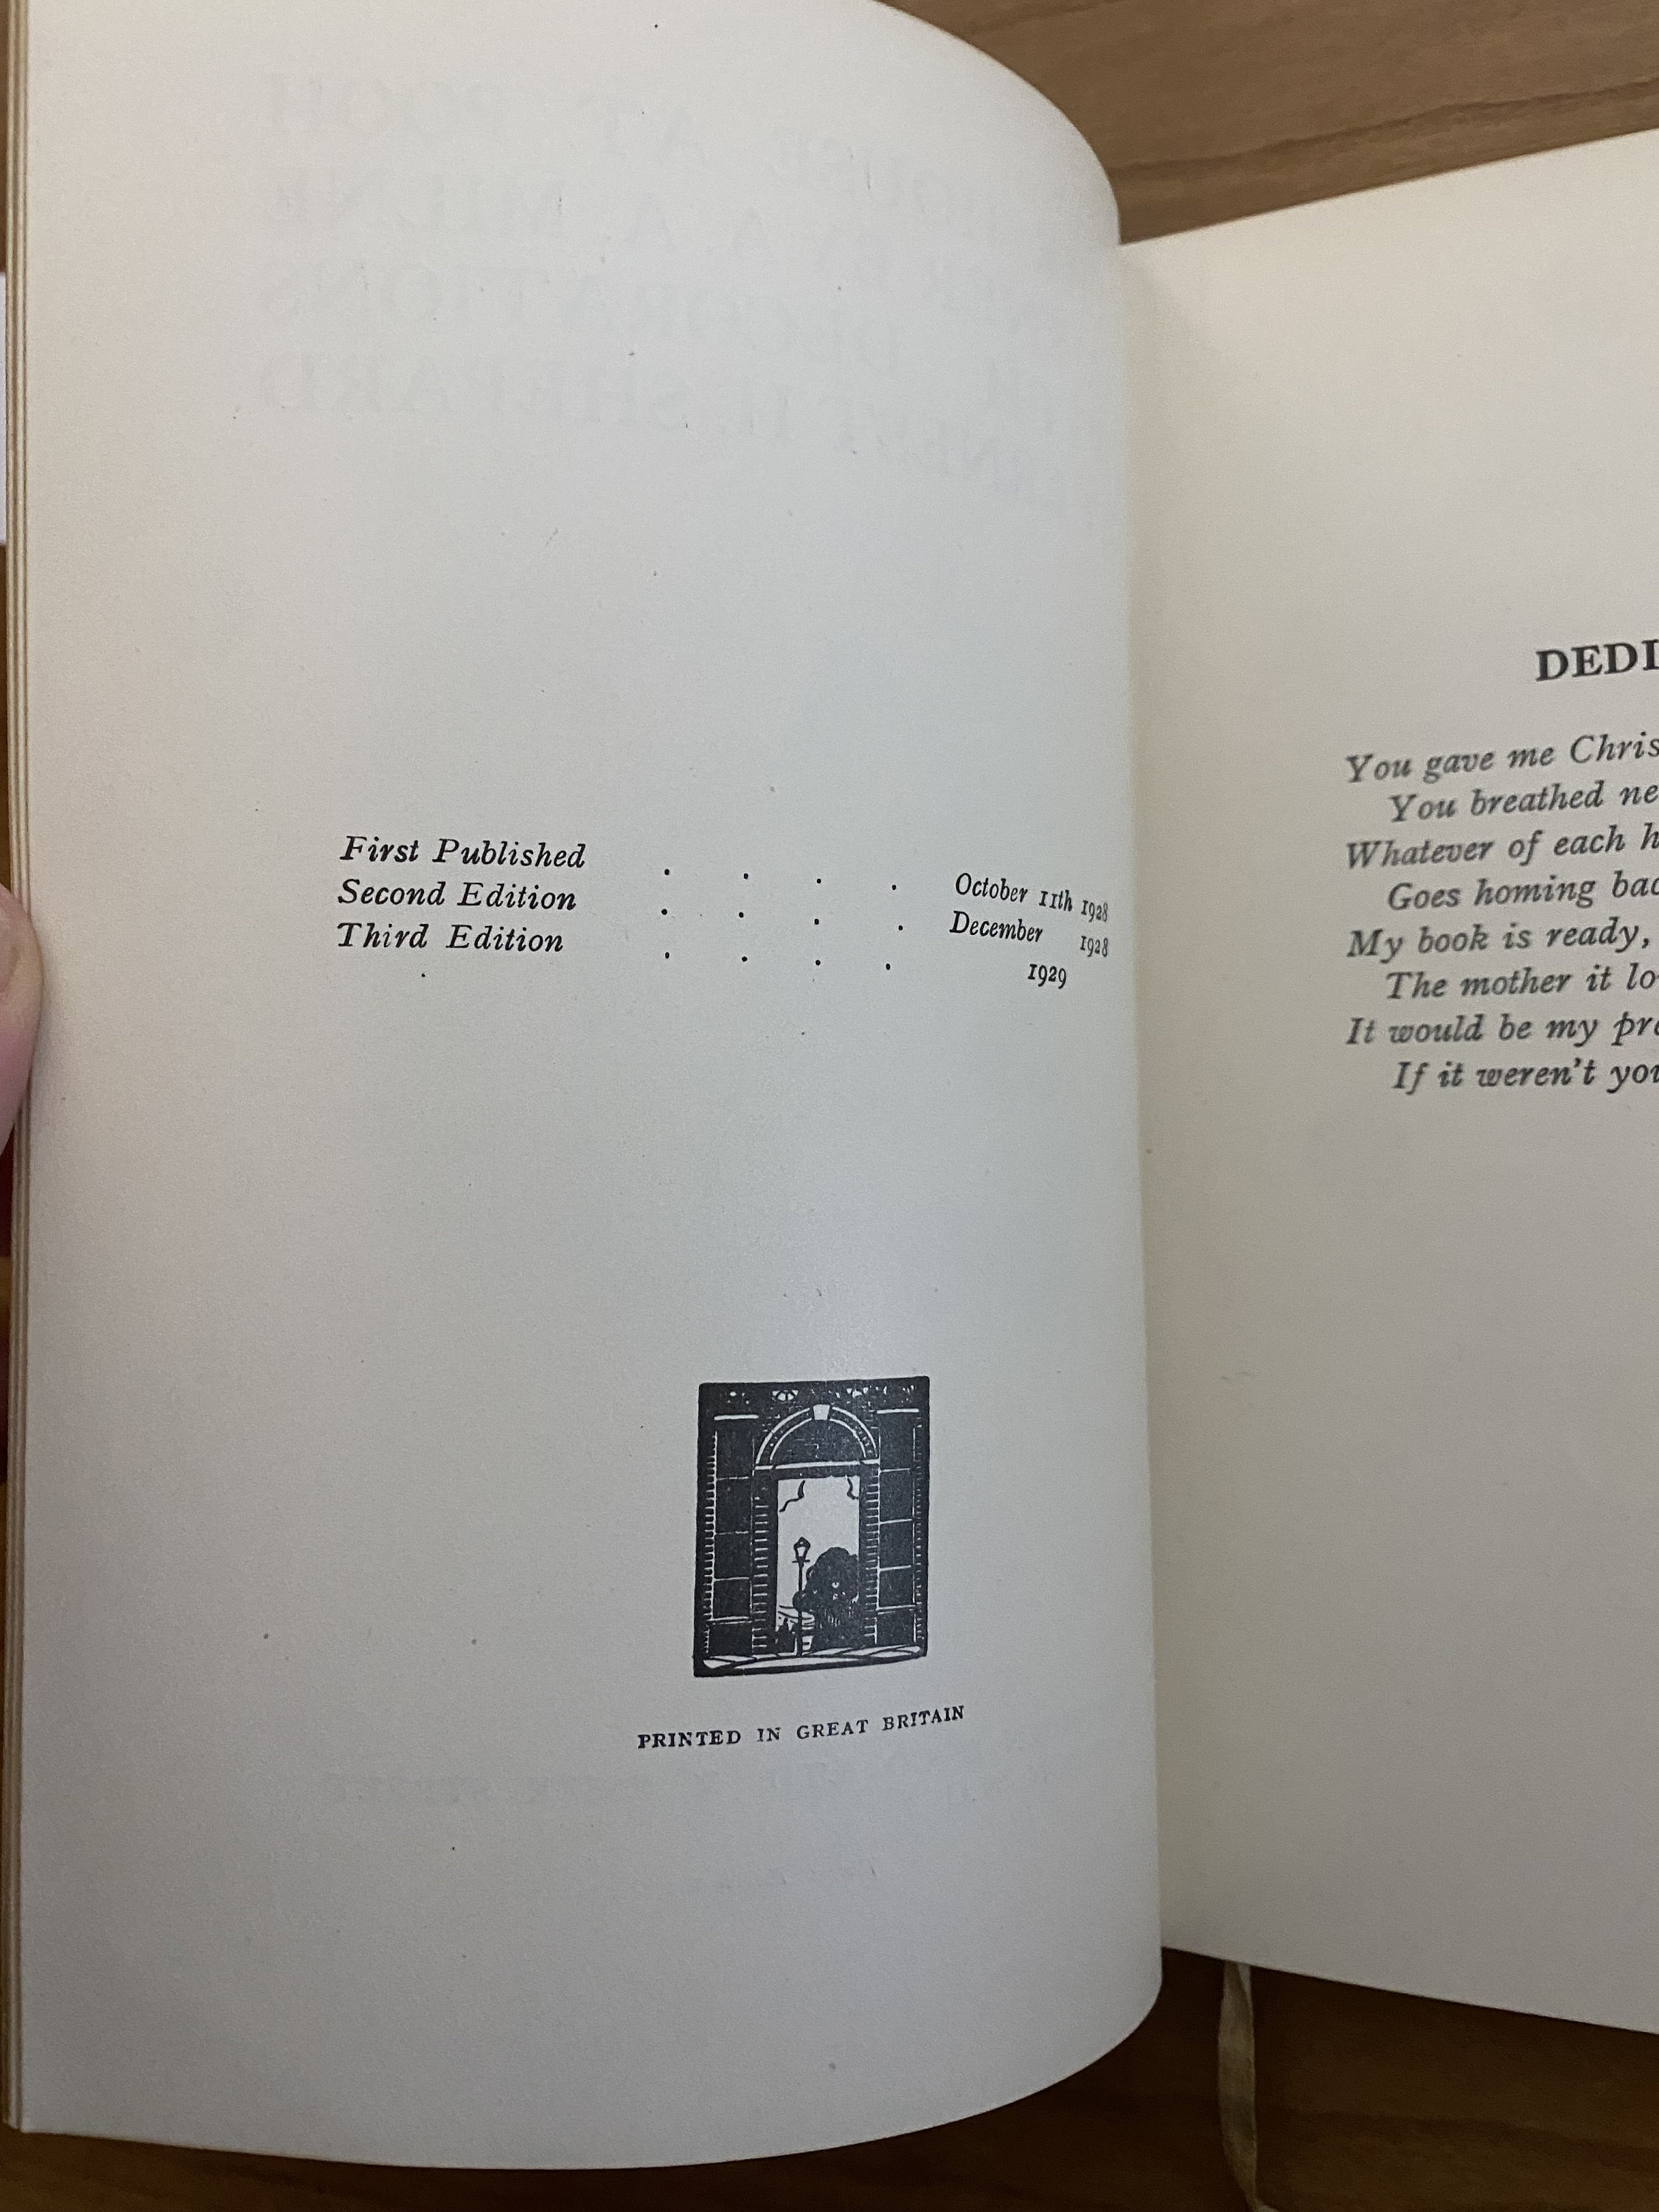 First Published . . . . October 11th 1928
Second Edition . . . . December 1928
Third Edition . . . . 1929
PRINTED IN GREAT BRITAIN
DEDI
You gave me Chris
You breathed ne
Whatever of each h
Goes homing bac
My book is ready,
The mother it lo
It would be my pre
If it weren't you